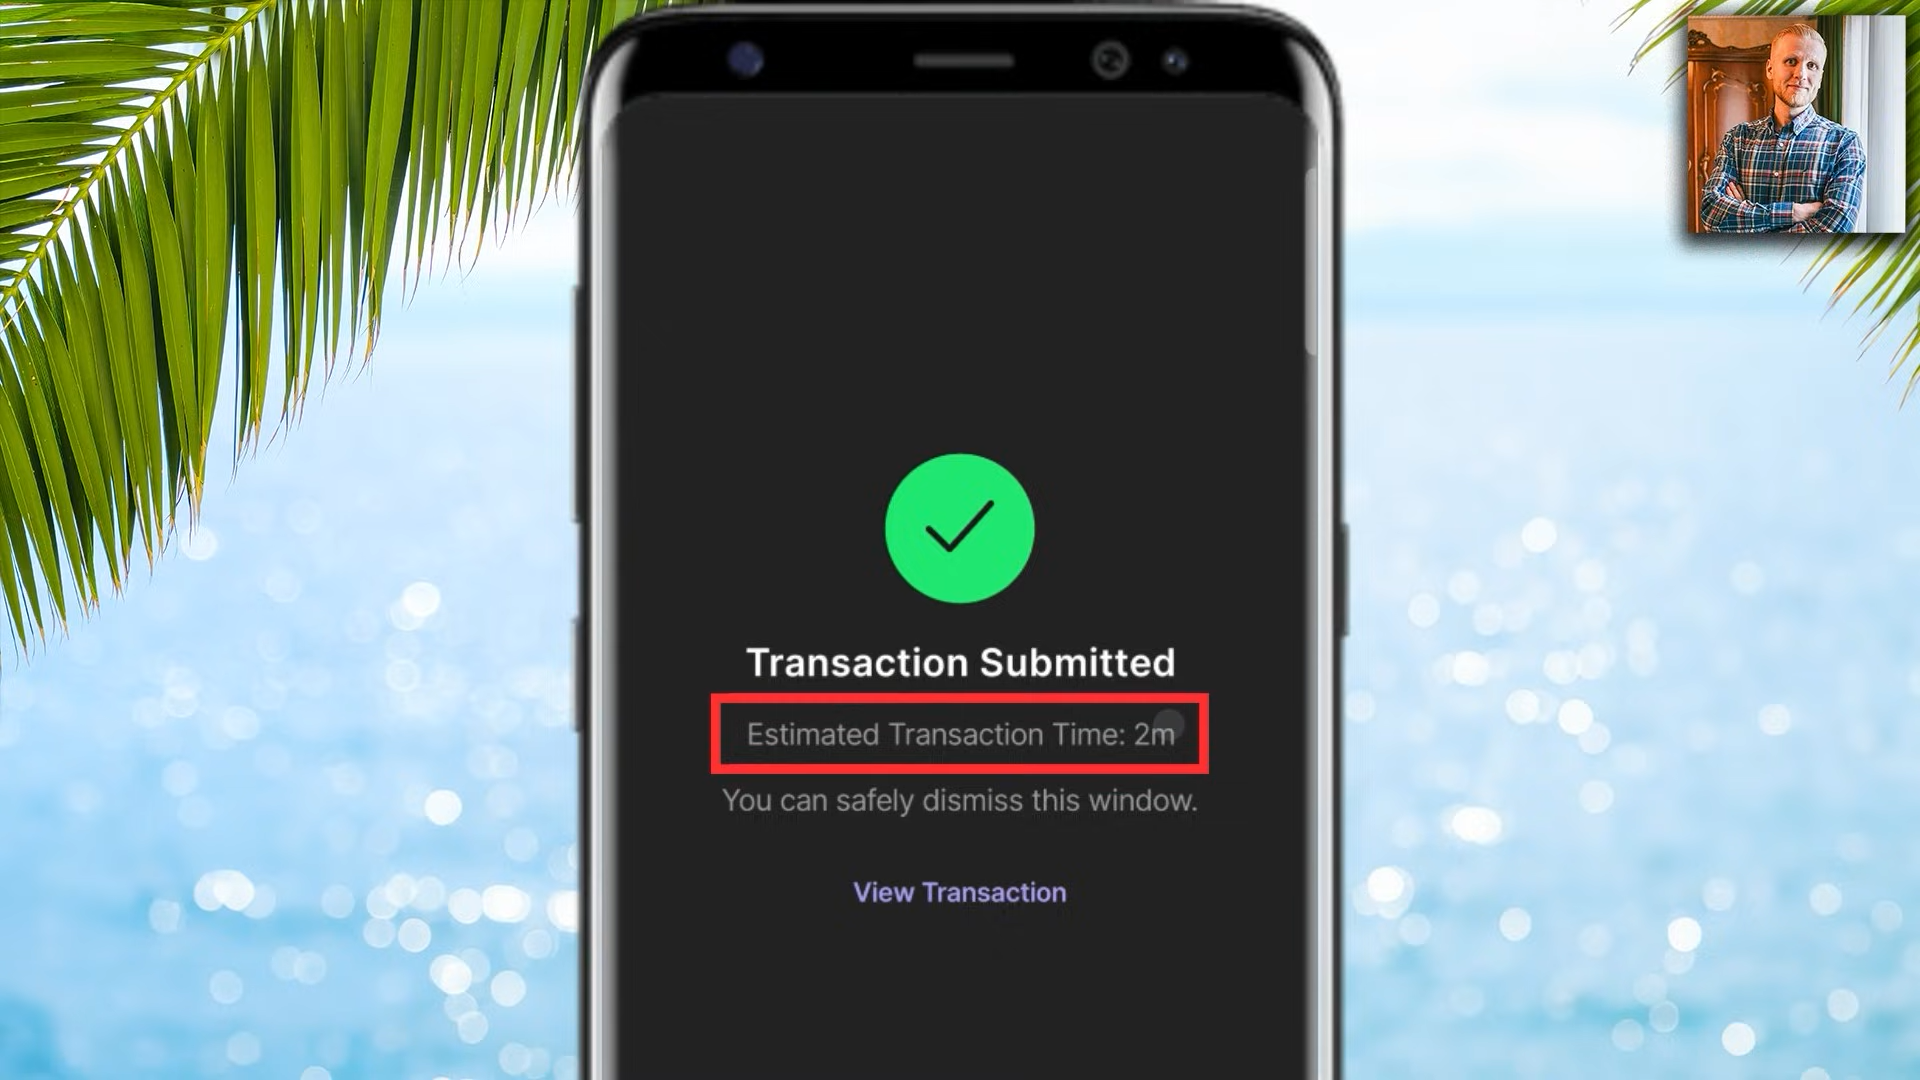 Transaction Submitted
Estimated Transaction Time: 2m
You can safely dismiss this window.
View Transaction